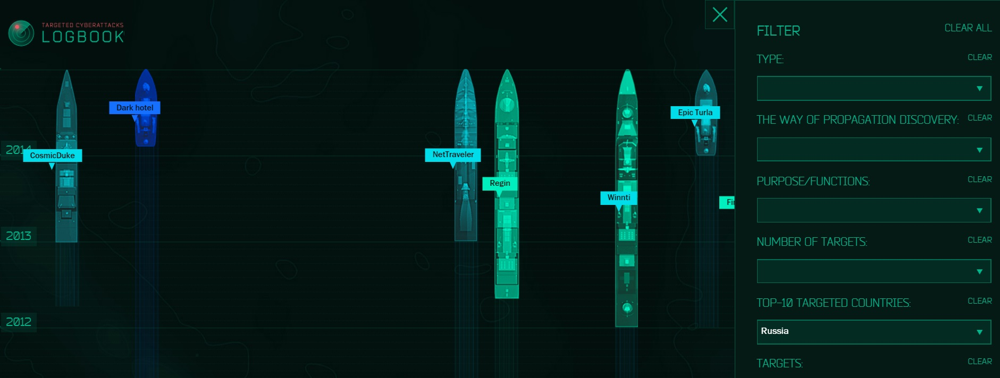 TARGETED CYBERATTACKS
LOGBOOK
Dark hotel
Epic Turla
2014
CosmicDuke
NetTraveler
Regin
Winnti
2013
2012
FILTER
CLEAR ALL
TYPE:
CLEAR
THE WAY OF PROPAGATION DISCOVERY:
CLEAR
PURPOSE/FUNCTIONS:
CLEAR
NUMBER OF TARGETS:
CLEAR
TOP-10 TARGETED COUNTRIES:
CLEAR
Russia
TARGETS:
CLEAR